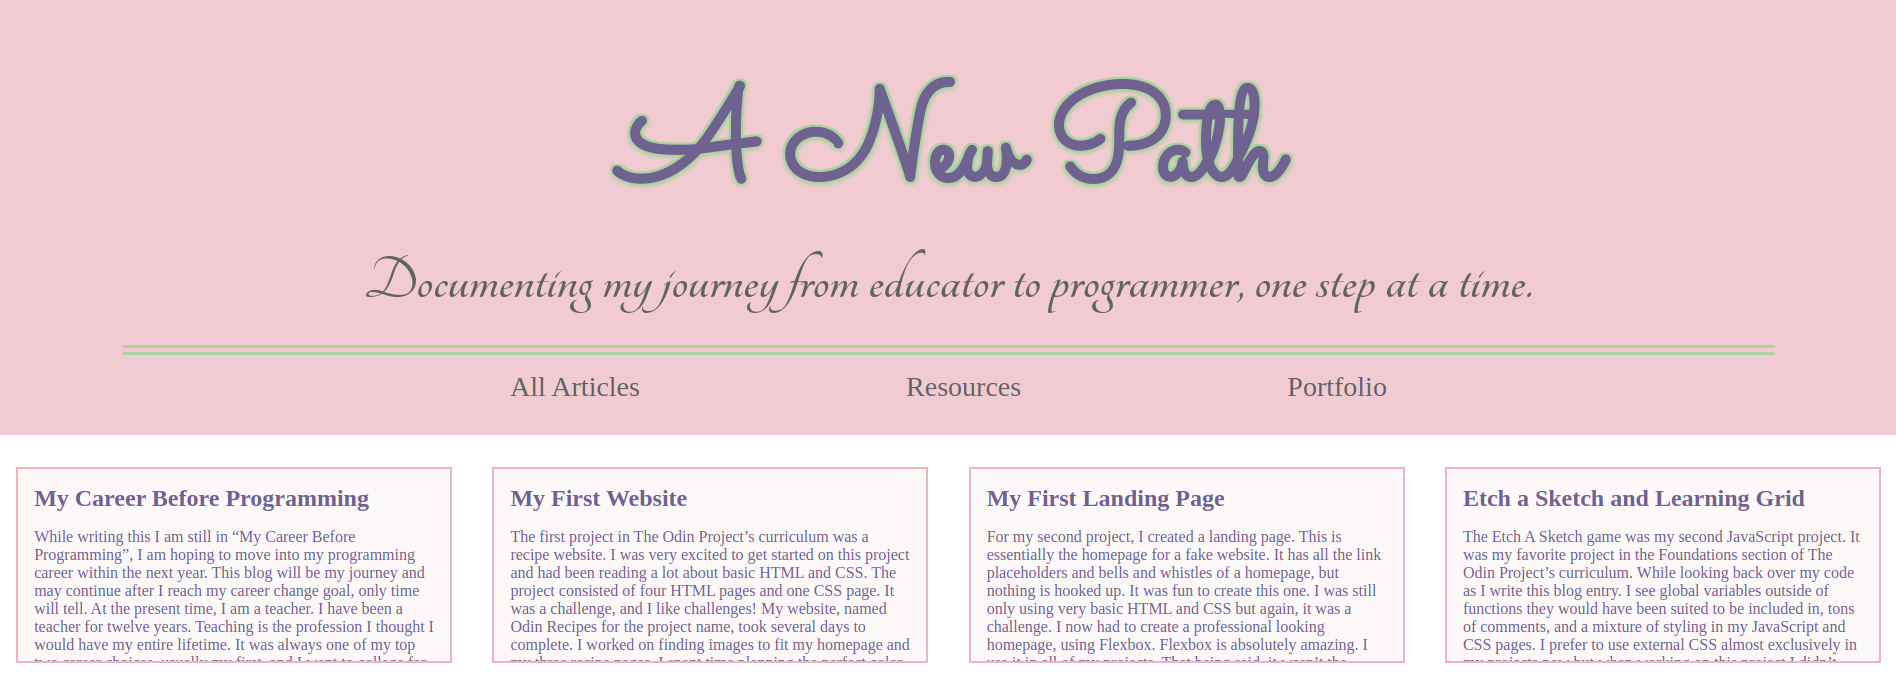 A New Path
Documenting my journey from educator to programmer, one step at a time.
All Articles
Resources
Portfolio
My Career Before Programming
While writing this I am still in “My Career Before
Programming”, I am hoping to move into my programming
career within the next year. This blog will be my journey and
may continue after I reach my career change goal, only time
will tell. At the present time, I am a teacher. I have been a
teacher for twelve years. Teaching is the profession I thought I
would have my entire lifetime. It was always one of my top
My First Website
The first project in The Odin Project’s curriculum was a
recipe website. I was very excited to get started on this project
and had been reading a lot about basic HTML and CSS. The
project consisted of four HTML pages and one CSS page. It
was a challenge, and I like challenges! My website, named
Odin Recipes for the project name, took several days to
complete. I worked on finding images to fit my homepage and
My First Landing Page
For my second project, I created a landing page. This is
essentially the homepage for a fake website. It has all the link
placeholders and bells and whistles of a homepage, but
nothing is hooked up. It was fun to create this one. I was still
only using very basic HTML and CSS but again, it was a
challenge. I now had to create a professional looking
homepage, using Flexbox. Flexbox is absolutely amazing. I
Etch a Sketch and Learning Grid
The Etch A Sketch game was my second JavaScript project. It
was my favorite project in the Foundations section of The
Odin Project’s curriculum. While looking back over my code
as I write this blog entry. I see global variables outside of
functions they would have been suited to be included in, tons
of comments, and a mixture of styling in my JavaScript and
CSS pages. I prefer to use external CSS almost exclusively in